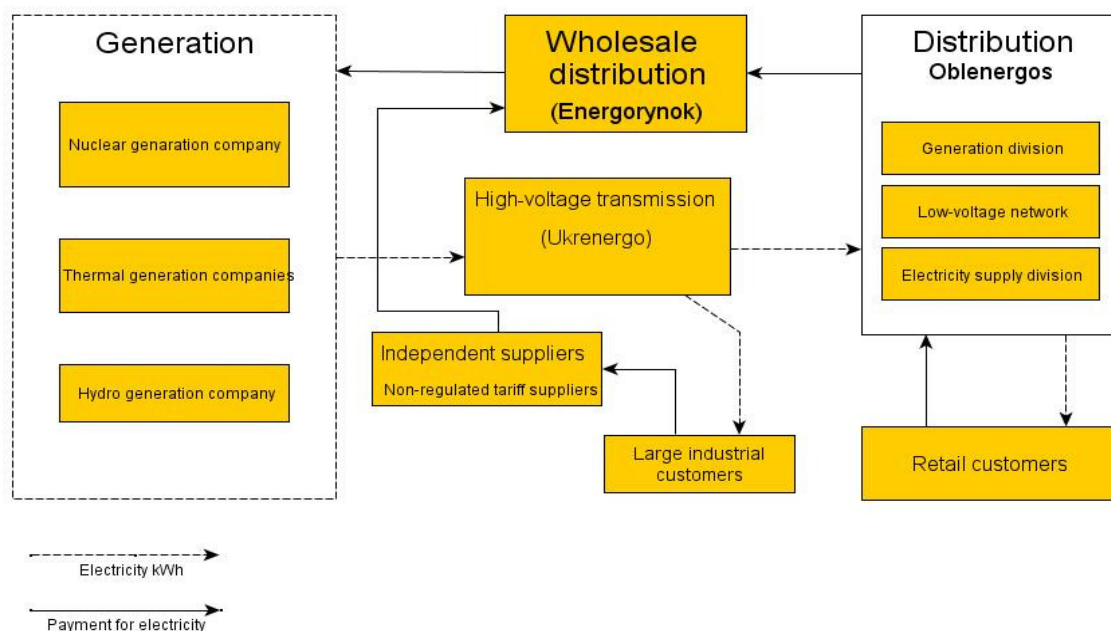 Generation
Nuclear genaration company
Thermal generation companies
Hydro generation company
Wholesale
distribution
(Energorynok)
High-voltage transmission
(Ukrenergo)
Independent suppliers
Non-regulated tariff suppliers
Large industrial
customers
Distribution
Oblenergos
Generation division
Low-voltage network
Electricity supply division
Retail customers
Electricity kWh
Payment for electricity